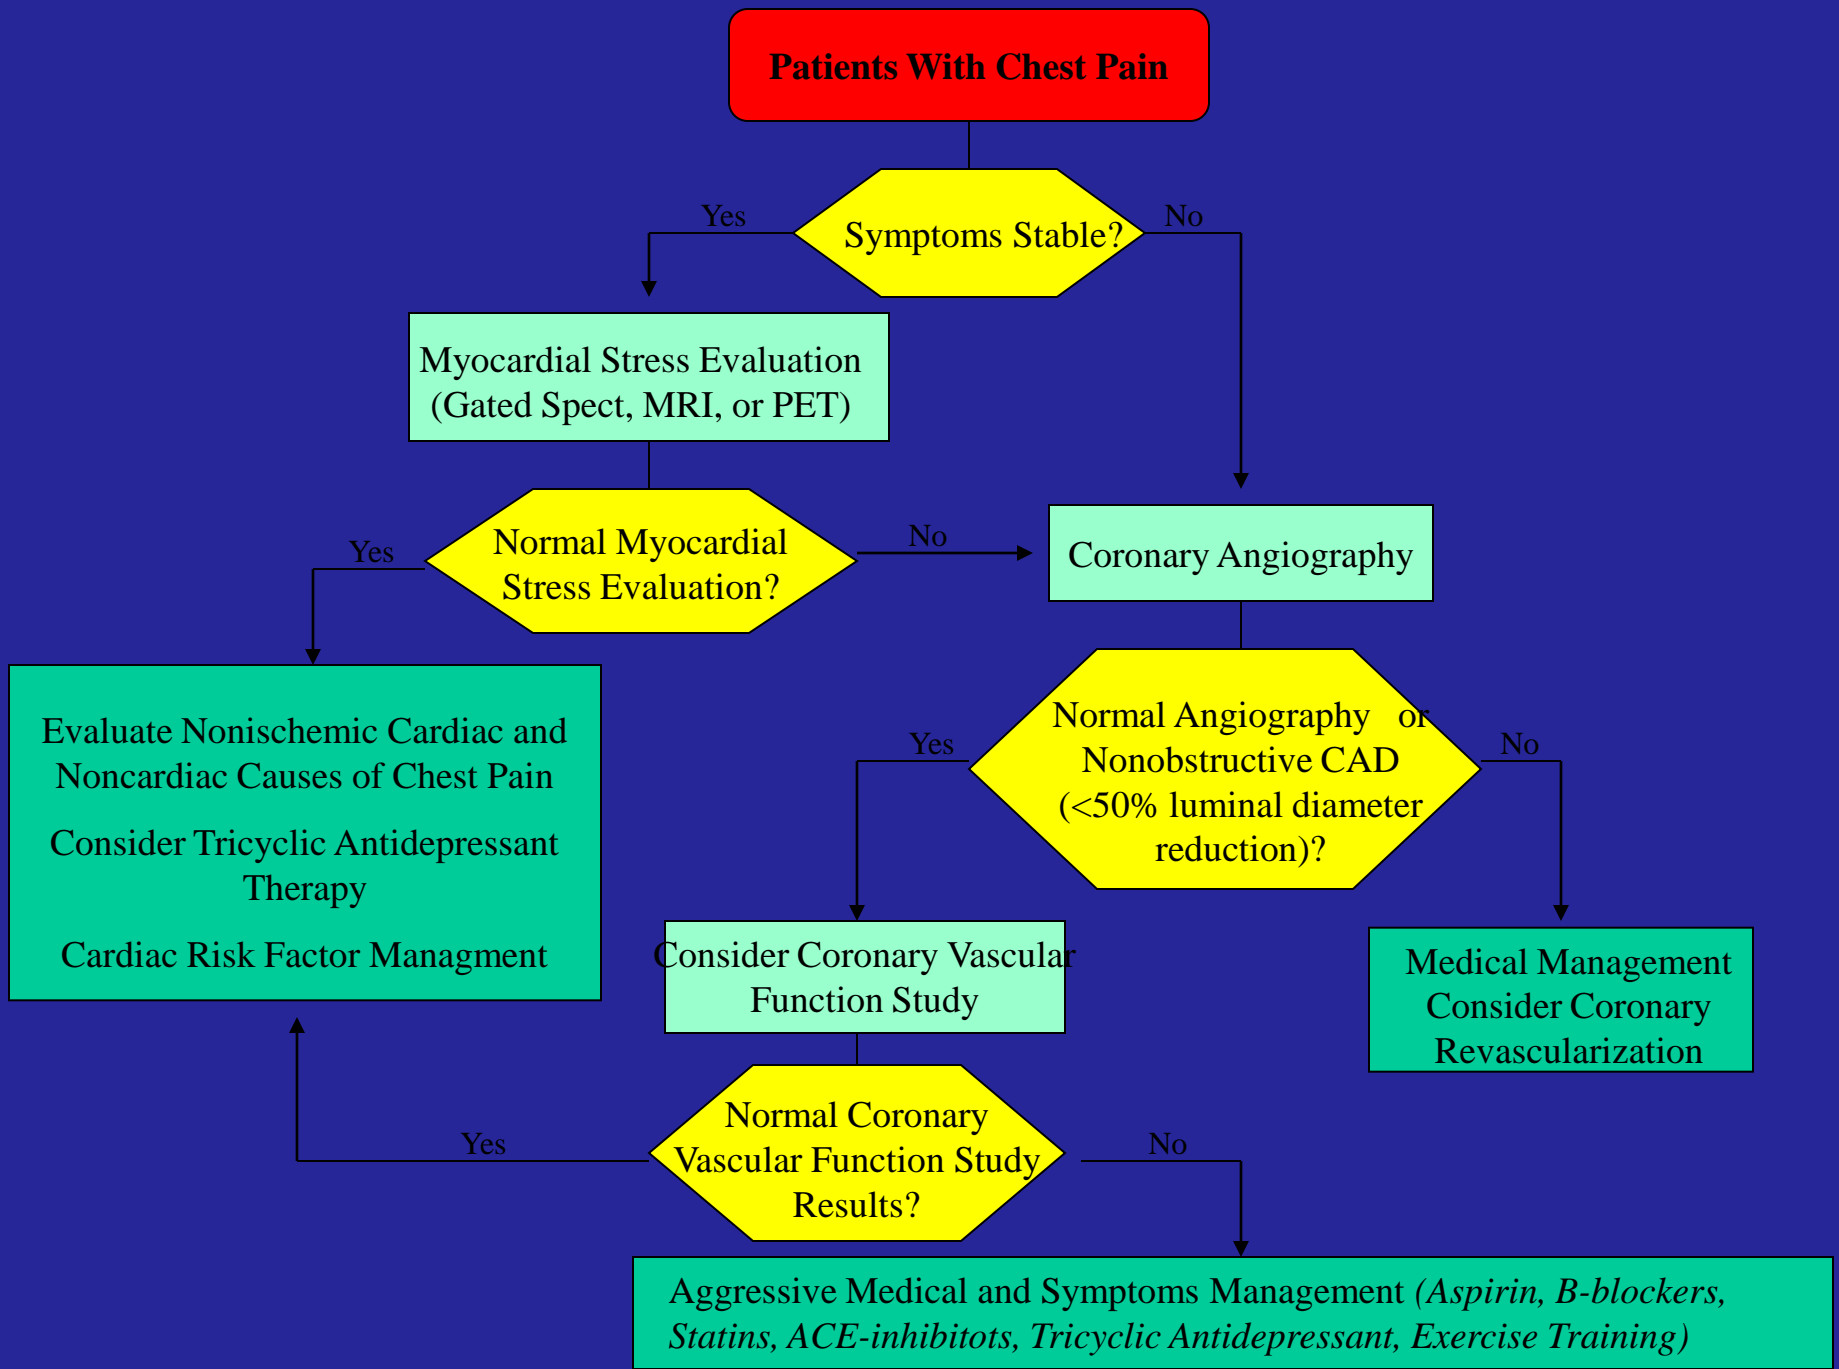 Patients With Chest Pain
Yes
Symptoms Stable?
No
Myocardial Stress Evaluation
(Gated Spect, MRI, or PET)
Yes
Normal Myocardial
Stress Evaluation?
No
Coronary Angiography
Evaluate Nonischemic Cardiac and
Noncardiac Causes of Chest Pain
Consider Tricyclic Antidepressant
Therapy
Cardiac Risk Factor Managment
Yes
Normal Angiography or
Nonobstructive CAD
(<50% luminal diameter
reduction)?
No
Consider Coronary Vascular
Function Study
Medical Management
Consider Coronary
Revascularization
Yes
Normal Coronary
Vascular Function Study
Results?
No
Aggressive Medical and Symptoms Management (Aspirin, B-blockers,
Statins, ACE-inhibitots, Tricyclic Antidepressant, Exercise Training)